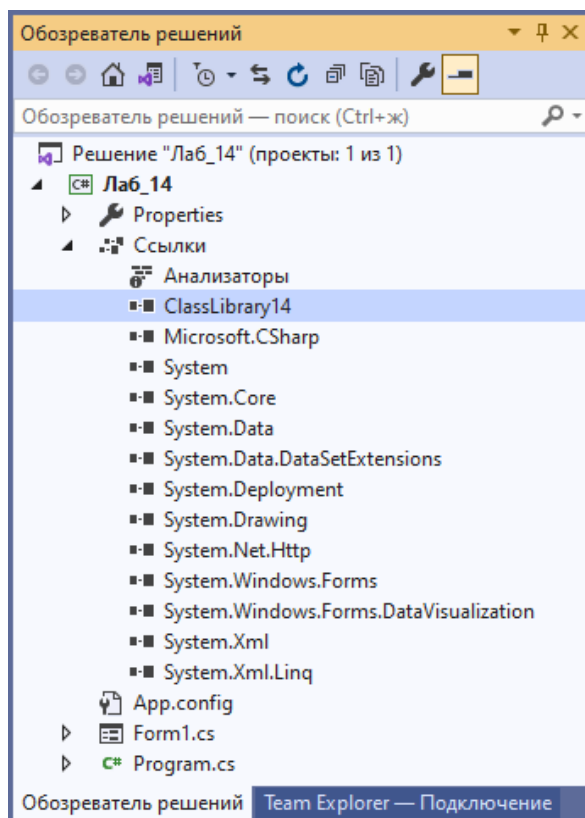 Обозреватель решений
Обозреватель решений — поиск (Ctrl+ж)
Решение "Лаб_14" (проекты: 1 из 1)
C# Лаб_14
Properties
Ссылки
Анализаторы
ClassLibrary14
Microsoft.CSharp
System
System.Core
System.Data
System.Data.DataSetExtensions
System.Deployment
System.Drawing
System.Net.Http
System.Windows.Forms
System.Windows.Forms.DataVisualization
System.Xml
System.Xml.Linq
App.config
Form1.cs
C# Program.cs
Обозреватель решений Team Explorer — Подключение